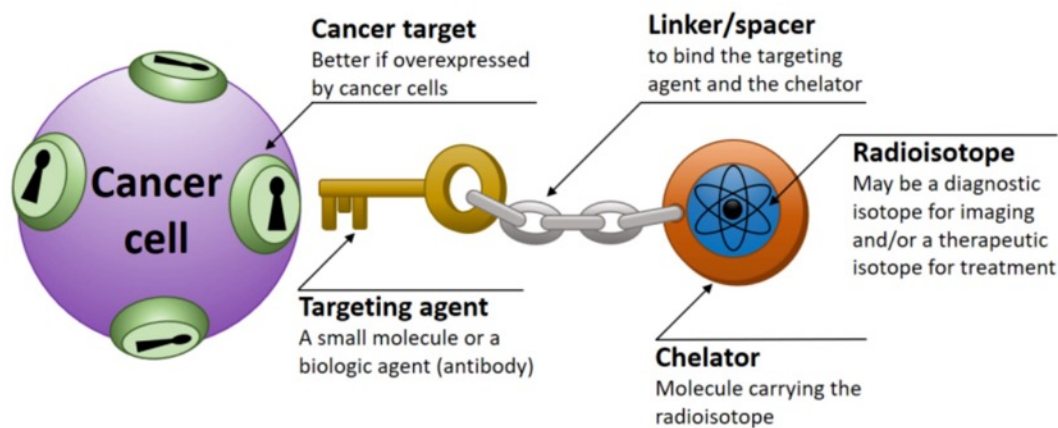 Cancer target
Better if overexpressed
by cancer cells
Linker/spacer
to bind the targeting
agent and the chelator
Cancer
cell
Radioisotope
May be a diagnostic
isotope for imaging
and/or a therapeutic
isotope for treatment
Targeting agent
A small molecule or a
biologic agent (antibody)
Chelator
Molecule carrying the
radioisotope